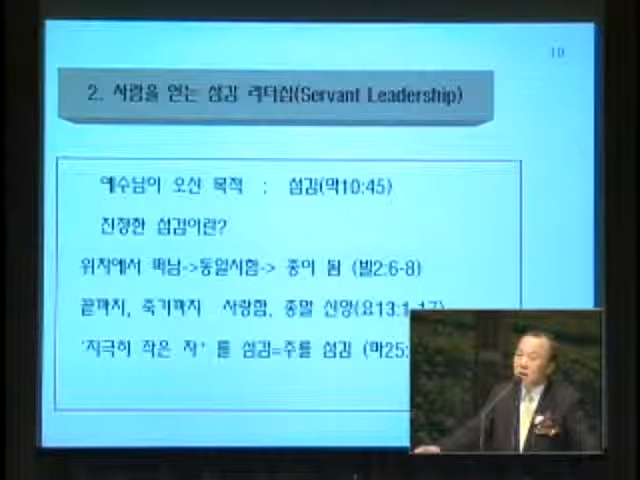 10
2. 사람을 얻는 섬김 리더십(Servant Leadership)
예수님이 오신 목적 : 섬김(막10:45)
진정한 섬김이란?
위치에서 떠남->동일시함-> 종이 됨 (빌2:6-8)
끝까지, 죽기까지 사랑함, 종말 신앙(요13:1-17)
'지극히 작은 자' 를 섬김=주를 섬김 (마25: